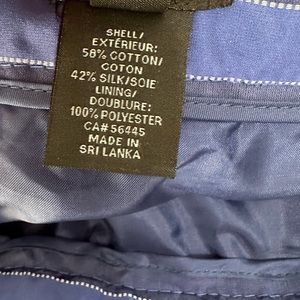 SHELL/
EXTÉRIEUR:
58% COTTON/
COTON
42% SILK/SOIE
LINING/
DOUBLURE:
100% POLYESTER
CA# 56445
MADE IN
SRI LANKA